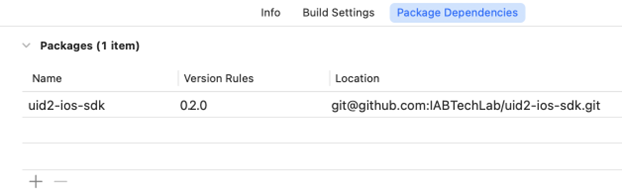 Info Build Settings Package Dependencies
Packages (1 item)
Name Version Rules Location
uid2-ios-sdk 0.2.0 git@github.com:IABTechLab/uid2-ios-sdk.git